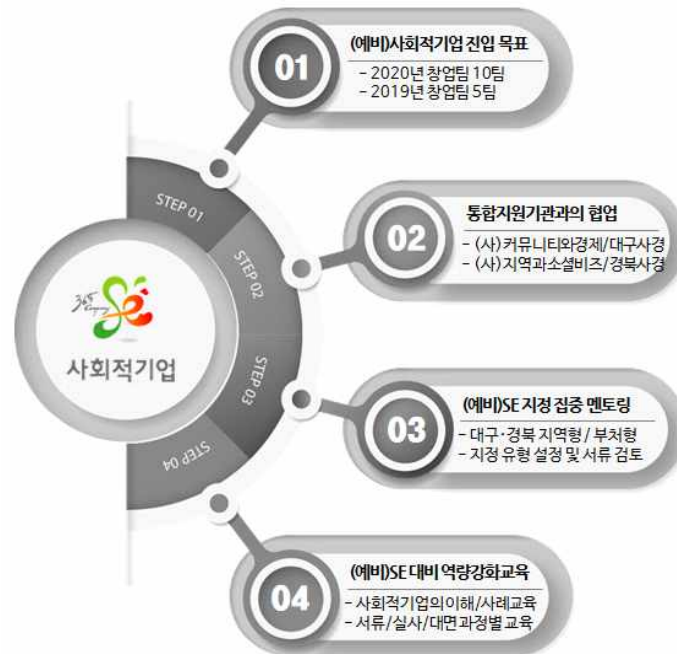 01
(예비)사회적기업 진입 목표
- 2020년 창업팀 10팀
- 2019년 창업팀 5팀
STEP 01
02
통합지원기관과의 협업
- (사)커뮤니티와경제/대구사경
- (사)지역과소셜비즈/경북사경
STEP 02
365
Company
Se
사회적기업
03
(예비)SE 지정 집중 멘토링
- 대구·경북 지역형 / 부처형
- 지정 유형 설정 및 서류 검토
STEP 03
STEP 04
04
(예비)SE 대비 역량강화교육
- 사회적기업의이해/사례교육
- 서류/실사/대면 과정별 교육